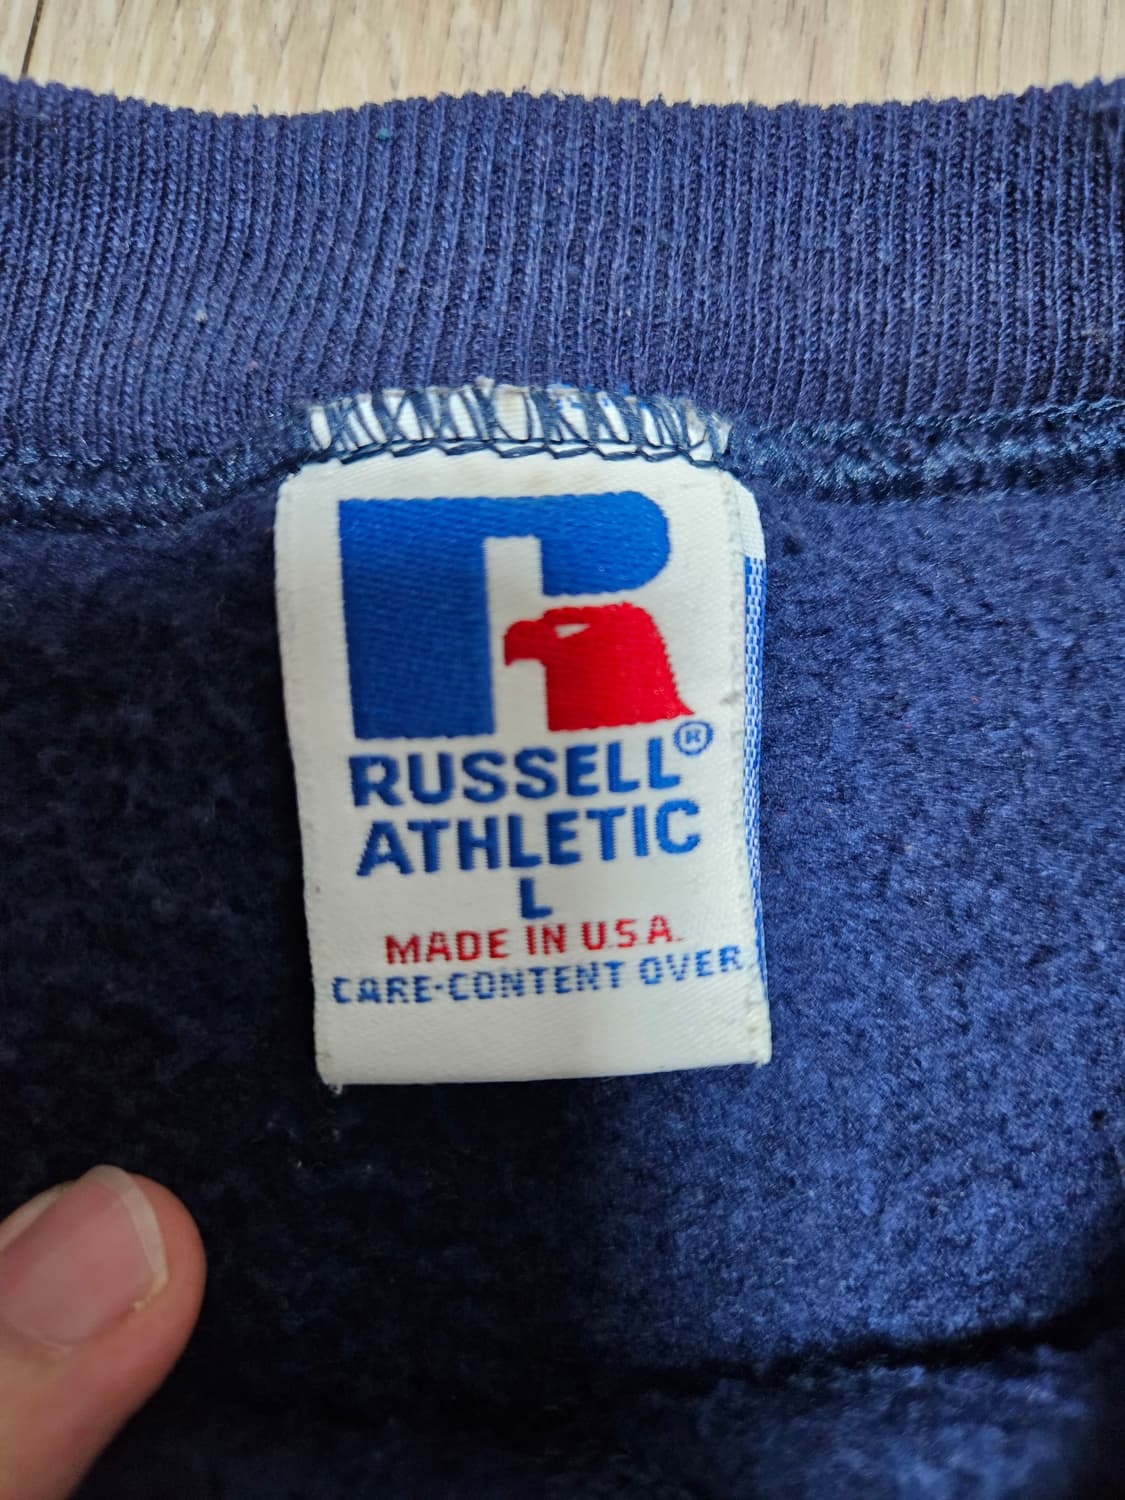 RUSSELL®
ATHLETIC
L
MADE IN U.S.A.
CARE-CONTENT OVER